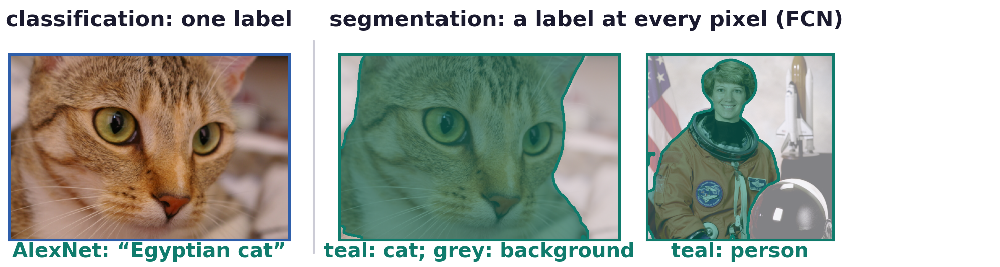 classification: one label
segmentation: a label at every pixel (FCN)
AlexNet: “Egyptian cat”
teal: cat; grey: background
teal: person